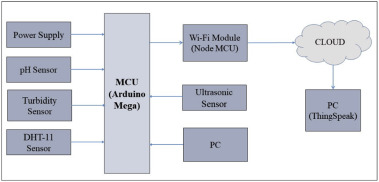 Power Supply
pH Sensor
Turbidity
Sensor
DHT-11
Sensor
MCU
(Arduino
Mega)
Wi-Fi Module
(Node MCU)
Ultrasonic
Sensor
PC
CLOUD
PC
(ThingSpeak)